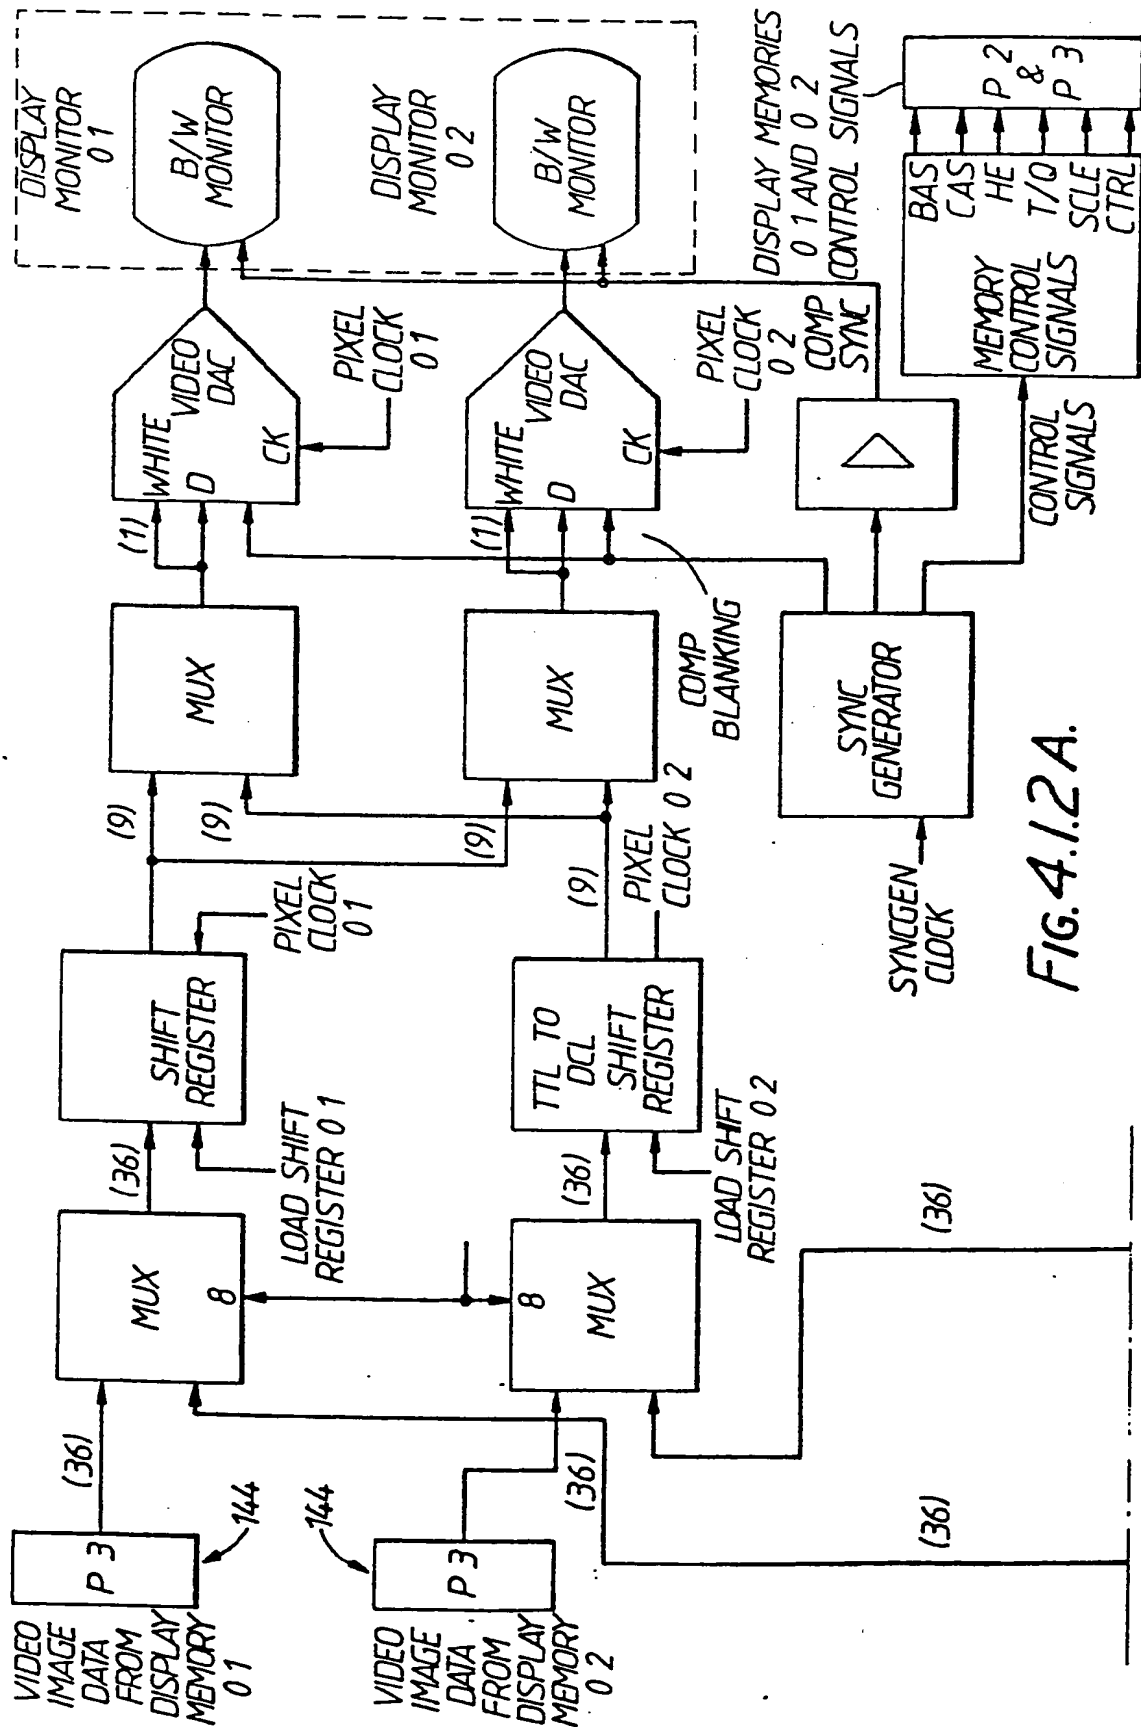 VIDEO
IMAGE
DATA
FROM
DISPLAY
MEMORY
0 1
P 3
144
(36)
MUX
8
(36)
LOAD SHIFT
REGISTER 0 1
SHIFT
REGISTER
PIXEL
CLOCK
0 1
(9)
(9)
MUX
(1)
WHITE
D
VIDEO
DAC
CK
PIXEL
CLOCK
0 1
DISPLAY
MONITOR
0 1
B/W
MONITOR
VIDEO
IMAGE
DATA
FROM
DISPLAY
MEMORY
0 2
P 3
144
(36)
8
MUX
(36)
LOAD SHIFT
REGISTER 0 2
TTL TO
DCL
SHIFT
REGISTER
PIXEL
CLOCK 0 2
(9)
(9)
MUX
COMP
BLANKING
(1)
WHITE
D
VIDEO
DAC
CK
PIXEL
CLOCK
0 2
DISPLAY
MONITOR
0 2
B/W
MONITOR
(36)
(36)
SYNCGEN
CLOCK
SYNC
GENERATOR
COMP
SYNC
CONTROL
SIGNALS
MEMORY
CONTROL
SIGNALS
BAS
CAS
HE
T/Q
SCLE
CTRL
P 2
&
P 3
DISPLAY MEMORIES
0 1 AND 0 2
CONTROL SIGNALS
FIG. 4.1.2A.